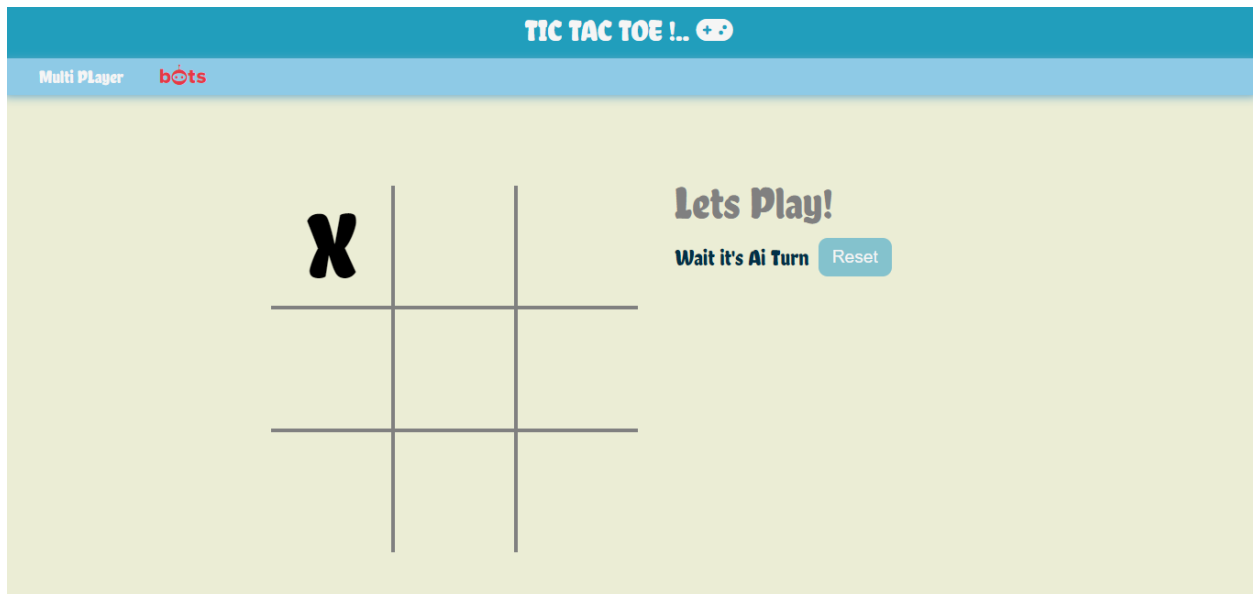 TIC TAC TOE !..
Multi PLayer bots
X
Lets Play!
Wait it's Ai Turn Reset